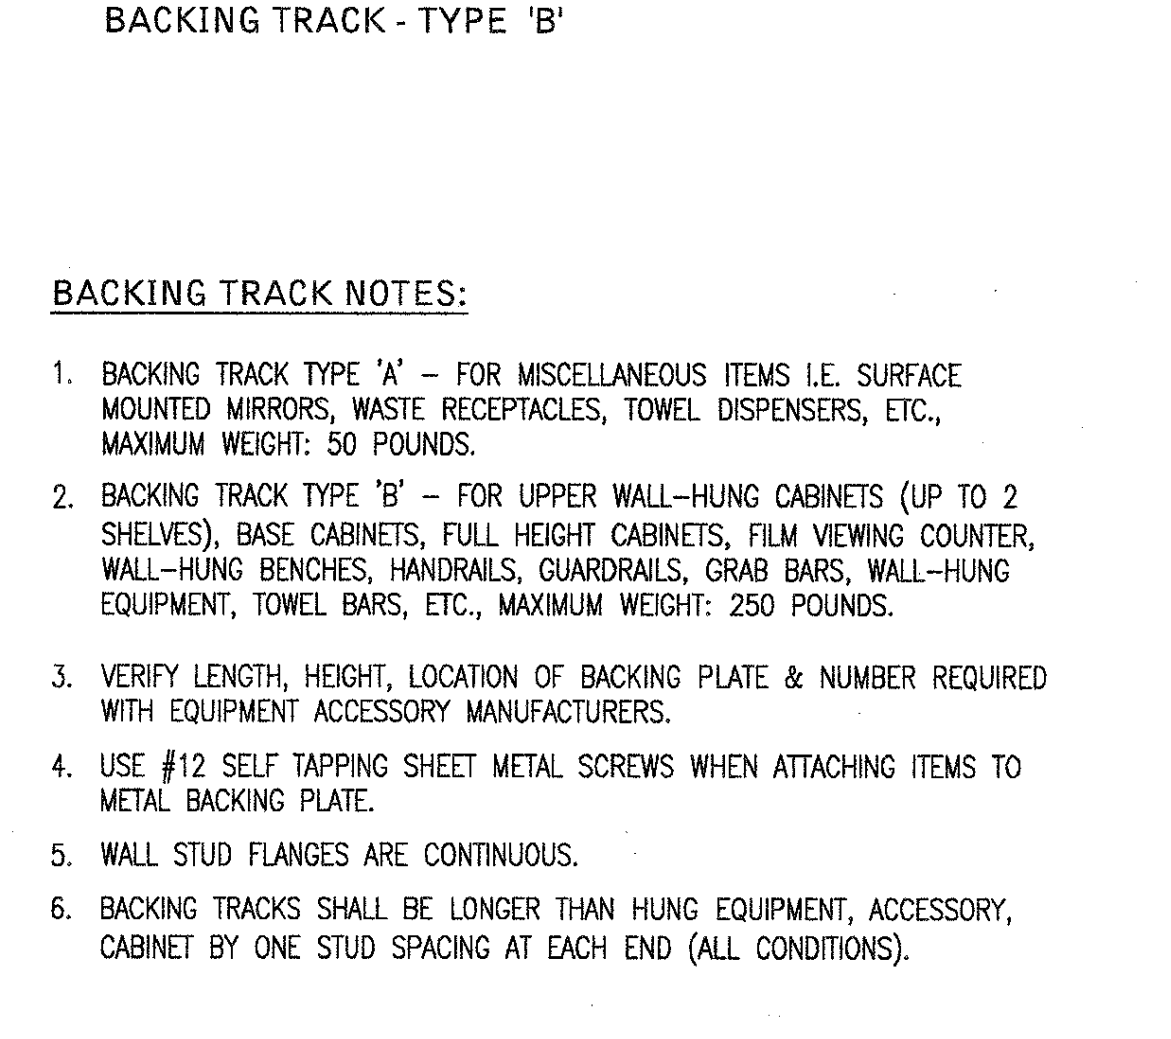 BACKING TRACK - TYPE 'B'
BACKING TRACK NOTES:
1. BACKING TRACK TYPE 'A' – FOR MISCELLANEOUS ITEMS I.E. SURFACE
MOUNTED MIRRORS, WASTE RECEPTACLES, TOWEL DISPENSERS, ETC.,
MAXIMUM WEIGHT: 50 POUNDS.
2. BACKING TRACK TYPE 'B' – FOR UPPER WALL–HUNG CABINETS (UP TO 2
SHELVES), BASE CABINETS, FULL HEIGHT CABINETS, FILM VIEWING COUNTER,
WALL–HUNG BENCHES, HANDRAILS, GUARDRAILS, GRAB BARS, WALL–HUNG
EQUIPMENT, TOWEL BARS, ETC., MAXIMUM WEIGHT: 250 POUNDS.
3. VERIFY LENGTH, HEIGHT, LOCATION OF BACKING PLATE & NUMBER REQUIRED
WITH EQUIPMENT ACCESSORY MANUFACTURERS.
4. USE #12 SELF TAPPING SHEET METAL SCREWS WHEN ATTACHING ITEMS TO
METAL BACKING PLATE.
5. WALL STUD FLANGES ARE CONTINUOUS.
6. BACKING TRACKS SHALL BE LONGER THAN HUNG EQUIPMENT, ACCESSORY,
CABINET BY ONE STUD SPACING AT EACH END (ALL CONDITIONS).